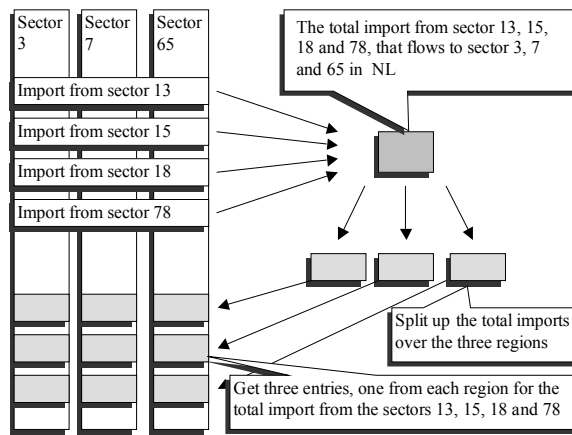 Sector
3
Sector
7
Sector
65
The total import from sector 13, 15,
18 and 78, that flows to sector 3, 7
and 65 in NL
Import from sector 13
Import from sector 15
Import from sector 18
Import from sector 78
Split up the total imports
over the three regions
Get three entries, one from each region for the
total import from the sectors 13, 15, 18 and 78